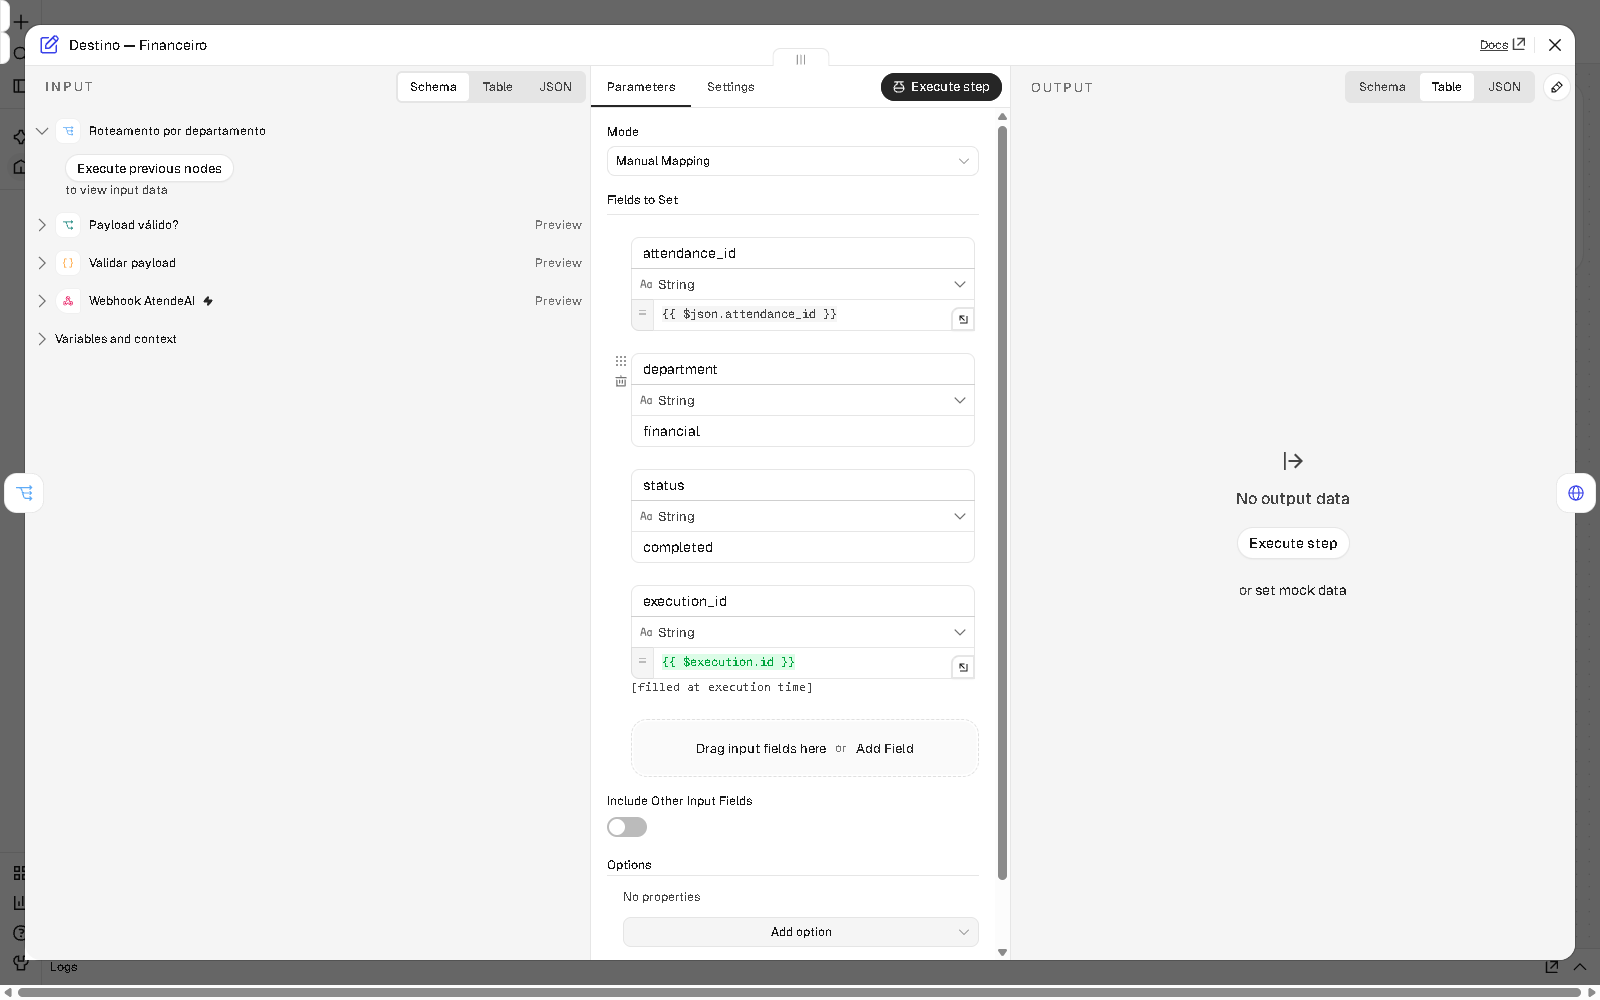 Destino — Financeiro
Docs
INPUT
Schema
Table
JSON
Roteamento por departamento
Execute previous nodes
to view input data
Payload válido?
Preview
Validar payload
Preview
Webhook AtendeAI
Preview
Variables and context
Parameters
Settings
Execute step
Mode
Manual Mapping
Fields to Set
attendance_id
Aa String
= {{ $json.attendance_id }}
department
Aa String
financial
status
Aa String
completed
execution_id
Aa String
= {{ $execution.id }}
[filled at execution time]
Drag input fields here or Add Field
Include Other Input Fields
Options
No properties
Add option
OUTPUT
Schema
Table
JSON
No output data
Execute step
or set mock data
Logs